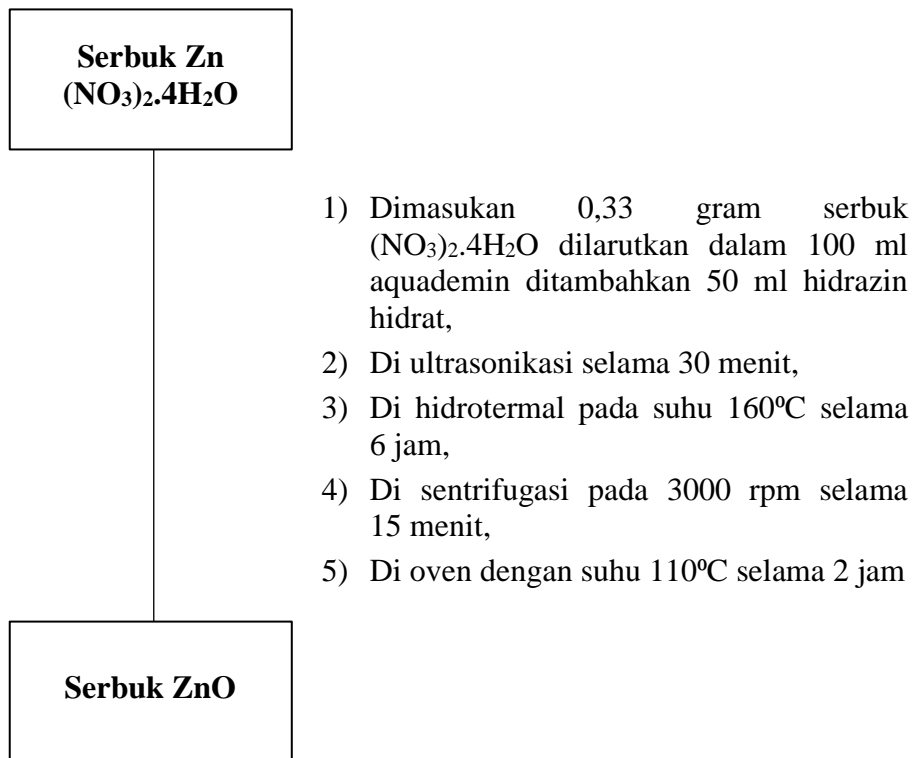 Serbuk Zn
(NO₃)₂.4H₂O
1) Dimasukan 0,33 gram serbuk
(NO₃)₂.4H₂O dilarutkan dalam 100 ml
aquademin ditambahkan 50 ml hidrazin
hidrat,
2) Di ultrasonikasi selama 30 menit,
3) Di hidrotermal pada suhu 160⁰C selama
6 jam,
4) Di sentrifugasi pada 3000 rpm selama
15 menit,
5) Di oven dengan suhu 110⁰C selama 2 jam
Serbuk ZnO